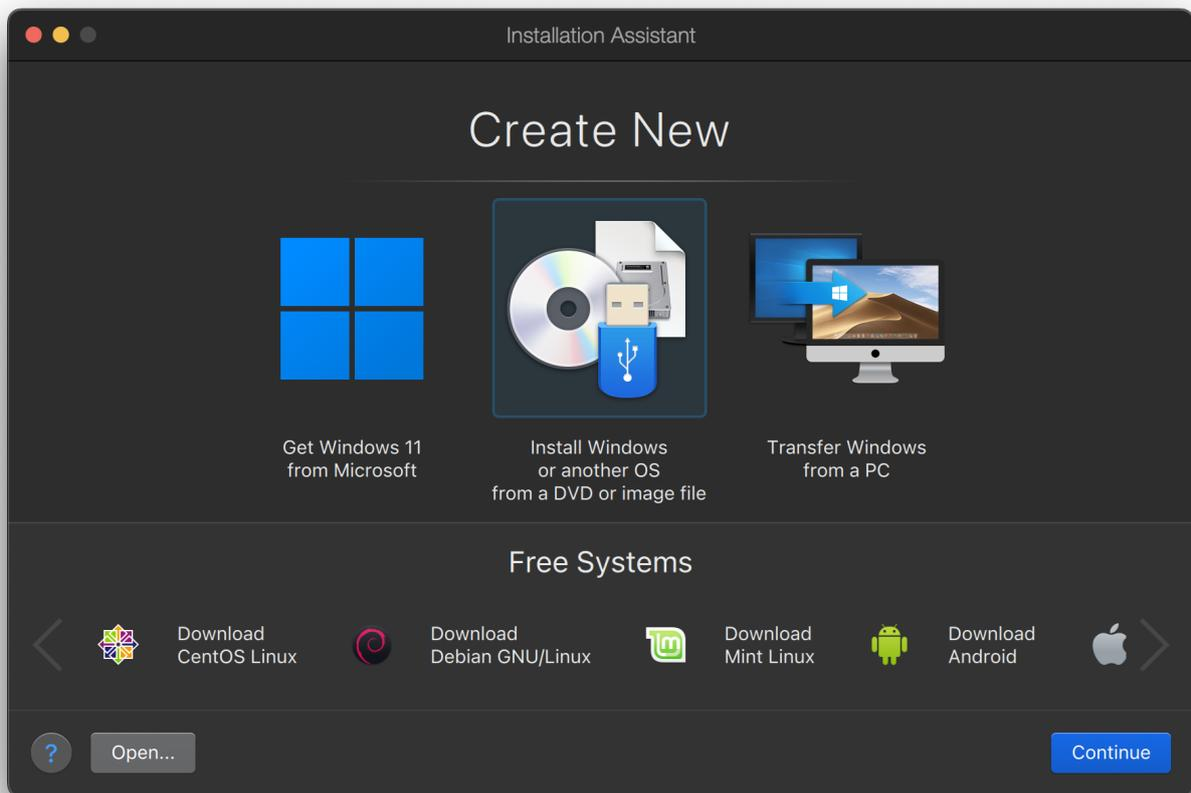 Installation Assistant
Create New
Get Windows 11
from Microsoft
Install Windows
or another OS
from a DVD or image file
Transfer Windows
from a PC
Free Systems
Download
CentOS Linux
Download
Debian GNU/Linux
Download
Mint Linux
Download
Android
?
Open...
Continue